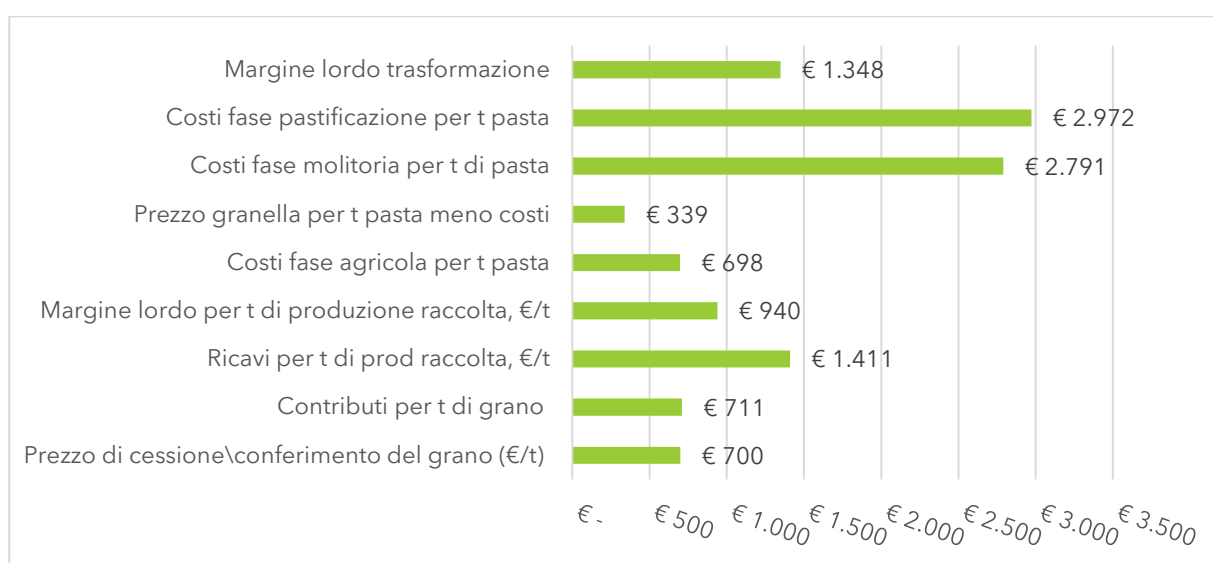 Margine lordo trasformazione € 1.348
Costi fase pastificazione per t pasta € 2.972
Costi fase molitoria per t di pasta € 2.791
Prezzo granella per t pasta meno costi € 339
Costi fase agricola per t pasta € 698
Margine lordo per t di produzione raccolta, €/t € 940
Ricavi per t di prod raccolta, €/t € 1.411
Contributi per t di grano € 711
Prezzo di cessione\conferimento del grano (€/t) € 700
€ - € 500 € 1.000 € 1.500 € 2.000 € 2.500 € 3.000 € 3.500